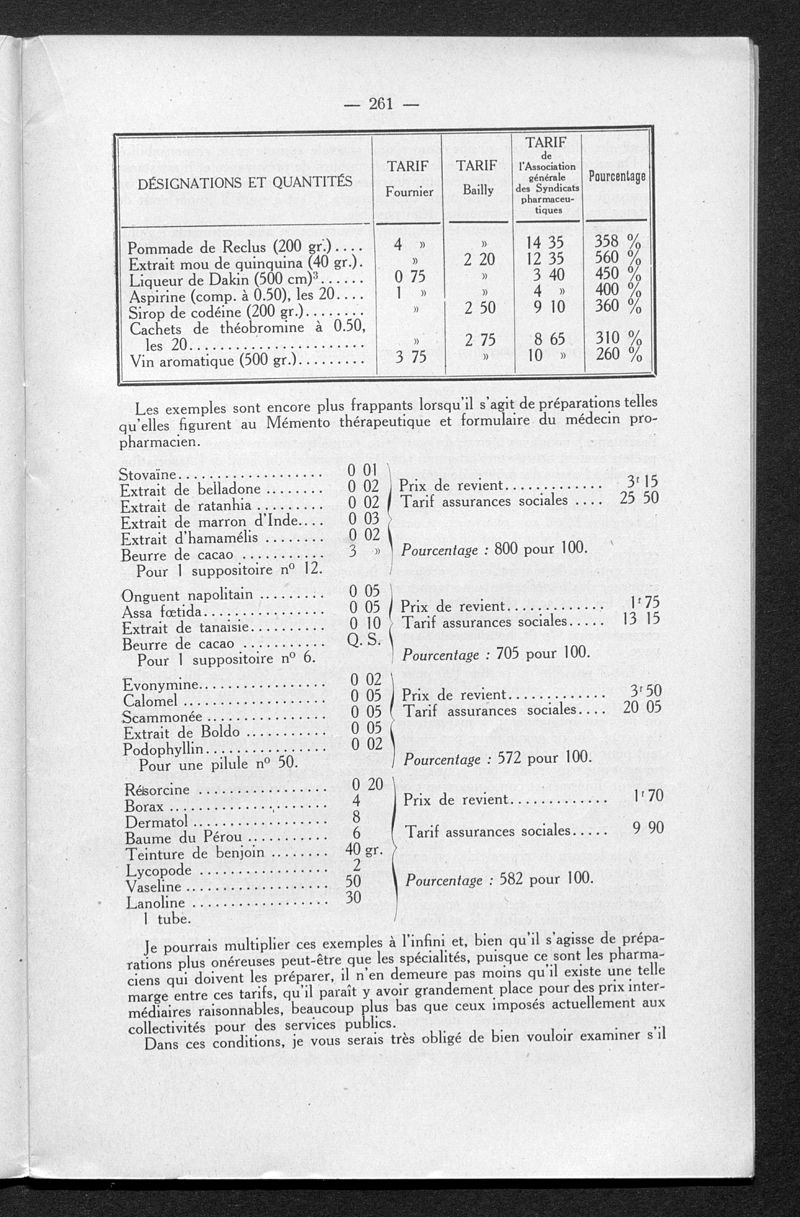 — 261 —
DÉSIGNATIONS ET QUANTITÉS TARIF Fournier TARIF Bailly TARIF de l'Association générale des Syndicats pharmaceu-tiques Pourcentage
Pommade de Reclus (200 gr.).... 4 » » 14 35 358 %
Extrait mou de quinquina (40 gr.). » 2 20 12 35 560 %
Liqueur de Dakin (500 cm)³...... 0 75 » 3 40 450 %
Aspirine (comp. à 0.50), les 20.... 1 » » 4 » 400 %
Sirop de codéine (200 gr.)........ » 2 50 9 10 360 %
Cachets de théobromine à 0.50,
les 20....................... » 2 75 8 65 310 %
Vin aromatique (500 gr.)......... 3 75 » 10 » 260 %
Les exemples sont encore plus frappants lorsqu'il s'agit de préparations telles
qu'elles figurent au Mémento thérapeutique et formulaire du médecin pro-
pharmacien.
Stovaïne................... 0 01
Extrait de belladone ........ 0 02
Extrait de ratanhia ......... 0 02
Extrait de marron d'Inde.... 0 03
Extrait d'hamamélis ........ 0 02
Beurre de cacao ........... 3 »
Pour 1 suppositoire nº 12.
Prix de revient............. 3ᶠ 15
Tarif assurances sociales .... 25 50
Pourcentage : 800 pour 100.
Onguent napolitain ......... 0 05
Assa fœtida................ 0 05
Extrait de tanaisie.......... 0 10
Beurre de cacao ........... Q. S.
Pour 1 suppositoire nº 6.
Prix de revient............. 1ᶠ 75
Tarif assurances sociales..... 13 15
Pourcentage : 705 pour 100.
Evonymine................. 0 02
Calomel ................... 0 05
Scammonée ................ 0 05
Extrait de Boldo ........... 0 05
Podophyllin................ 0 02
Pour une pilule nº 50.
Prix de revient............. 3ᶠ 50
Tarif assurances sociales.... 20 05
Pourcentage : 572 pour 100.
Résorcine ................. 0 20
Borax ..................... 4
Dermatol .................. 8
Baume du Pérou ........... 6
Teinture de benjoin ........ 40 gr.
Lycopode ................. 2
Vaseline ................... 50
Lanoline .................. 30
1 tube.
Prix de revient............. 1ᶠ 70
Tarif assurances sociales..... 9 90
Pourcentage : 582 pour 100.
Je pourrais multiplier ces exemples à l'infini et, bien qu'il s'agisse de prépa-
rations plus onéreuses peut-être que les spécialités, puisque ce sont les pharma-
ciens qui doivent les préparer, il n'en demeure pas moins qu'il existe une telle
marge entre ces tarifs, qu'il paraît y avoir grandement place pour des prix inter-
médiaires raisonnables, beaucoup plus bas que ceux imposés actuellement aux
collectivités pour des services publics.
Dans ces conditions, je vous serais très obligé de bien vouloir examiner s'il